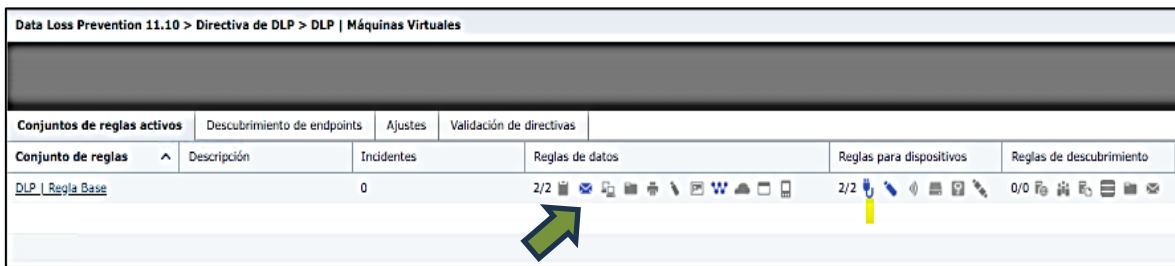 Data Loss Prevention 11.10 > Directiva de DLP > DLP | Máquinas Virtuales
Conjuntos de reglas activos Descubrimiento de endpoints Ajustes Validación de directivas
Conjunto de reglas Descripción Incidentes Reglas de datos Reglas para dispositivos Reglas de descubrimiento
DLP | Regla Base 0 2/2 2/2 0/0